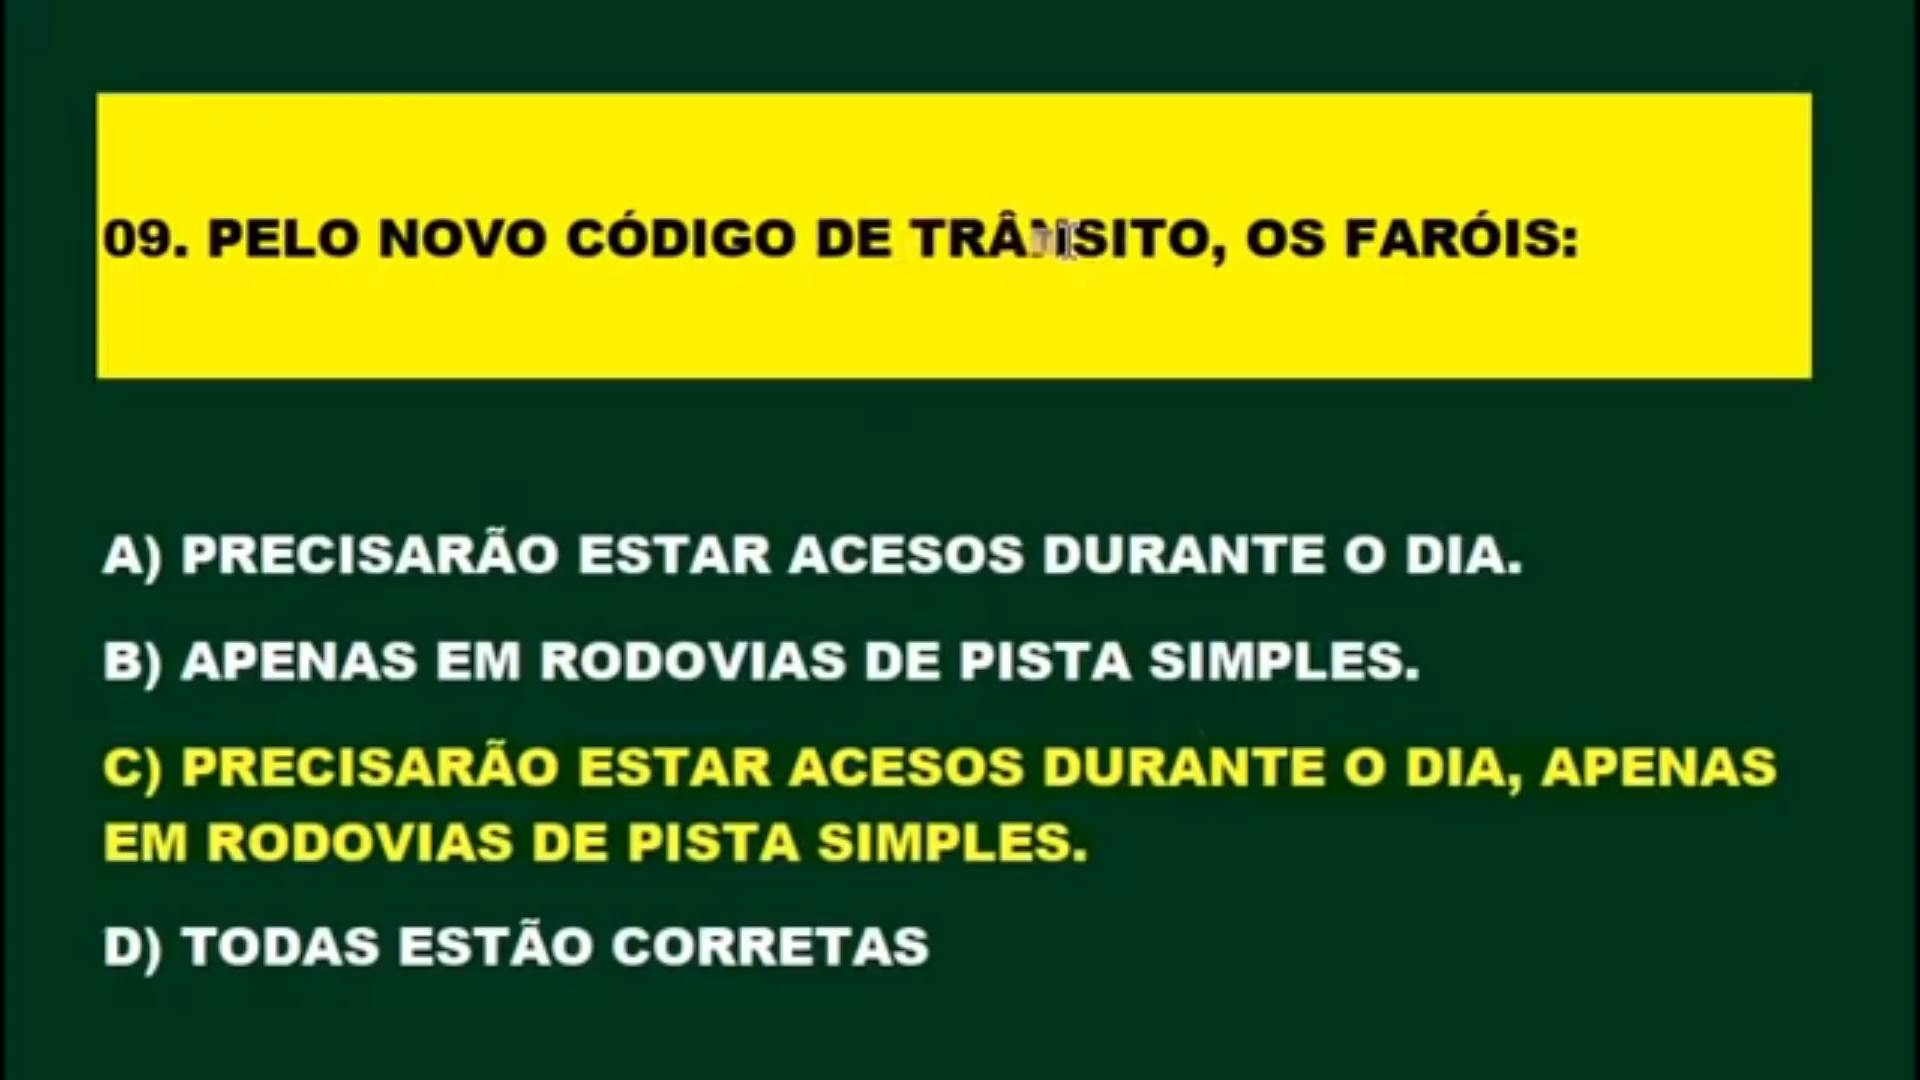 09. PELO NOVO CÓDIGO DE TRÂNSITO, OS FARÓIS:
A) PRECISARÃO ESTAR ACESOS DURANTE O DIA.
B) APENAS EM RODOVIAS DE PISTA SIMPLES.
C) PRECISARÃO ESTAR ACESOS DURANTE O DIA, APENAS
EM RODOVIAS DE PISTA SIMPLES.
D) TODAS ESTÃO CORRETAS